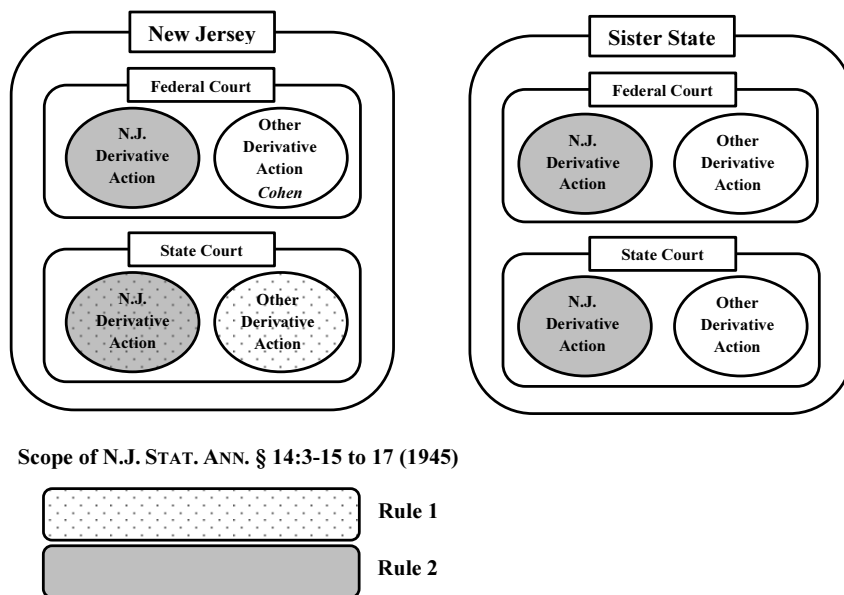 New Jersey
Federal Court
N.J.
Derivative
Action
Other
Derivative
Action
Cohen
State Court
N.J.
Derivative
Action
Other
Derivative
Action
Sister State
Federal Court
N.J.
Derivative
Action
Other
Derivative
Action
State Court
N.J.
Derivative
Action
Other
Derivative
Action
Scope of N.J. STAT. ANN. § 14:3-15 to 17 (1945)
Rule 1
Rule 2